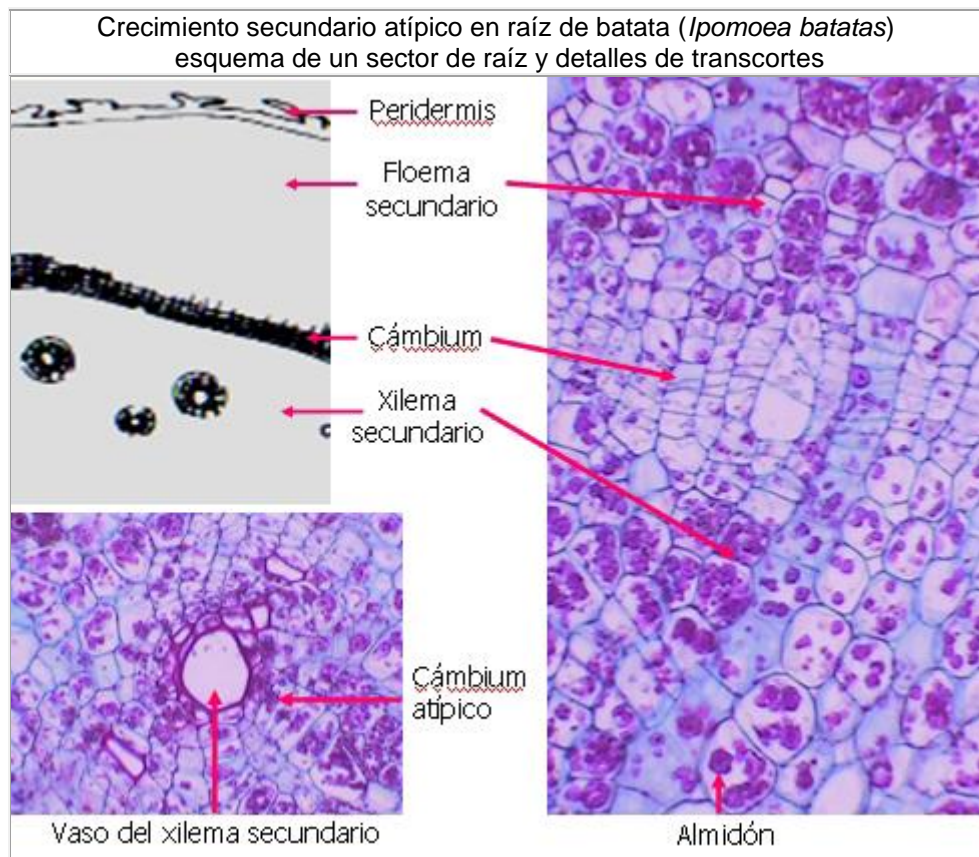 Crecimiento secundario atípico en raíz de batata (Ipomoea batatas)
esquema de un sector de raíz y detalles de transcortes
Peridermis
Floema
secundario
Cámbium
Xilema
secundario
Cámbium
atípico
Vaso del xilema secundario
Almidón